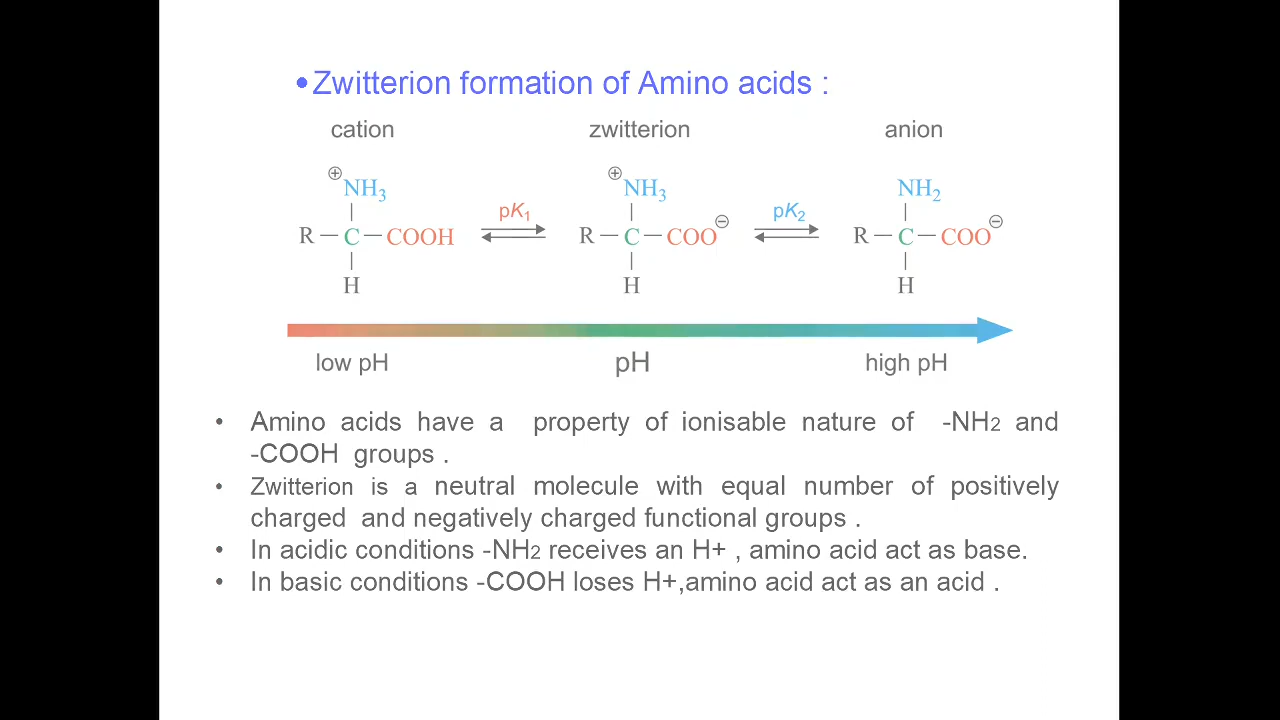 •Zwitterion formation of Amino acids :
cation zwitterion anion
⊕ ⊕
NH₃ NH₃ NH₂
R – C – COOH pK₁ R – C – COO⊖ pK₂ R – C – COO⊖
H H H
low pH pH high pH
• Amino acids have a property of ionisable nature of -NH2 and
-COOH groups .
• Zwitterion is a neutral molecule with equal number of positively
charged and negatively charged functional groups .
• In acidic conditions -NH2 receives an H+ , amino acid act as base.
• In basic conditions -COOH loses H+,amino acid act as an acid .